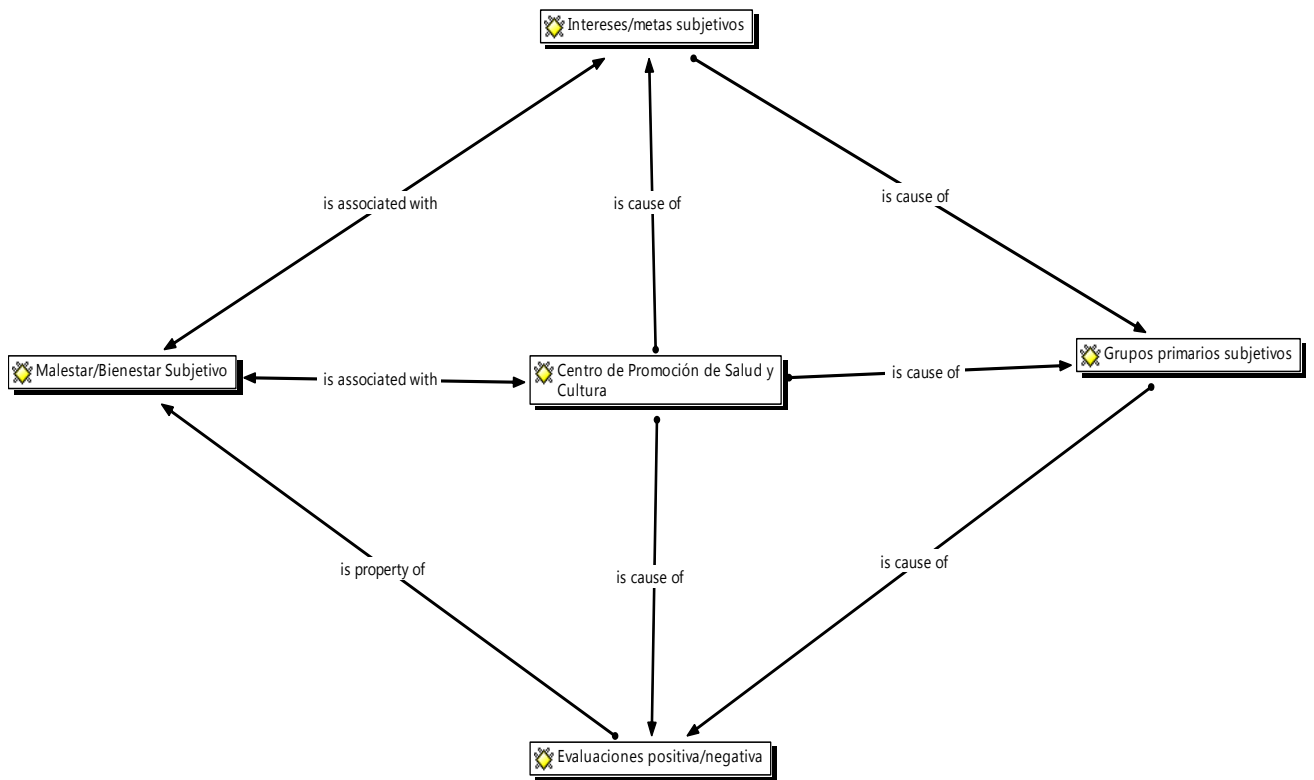 Intereses/metas subjetivos
is associated with
is cause of
is cause of
Malestar/Bienestar Subjetivo
is associated with
Centro de Promoción de Salud y
Cultura
is cause of
Grupos primarios subjetivos
is property of
is cause of
is cause of
Evaluaciones positiva/negativa